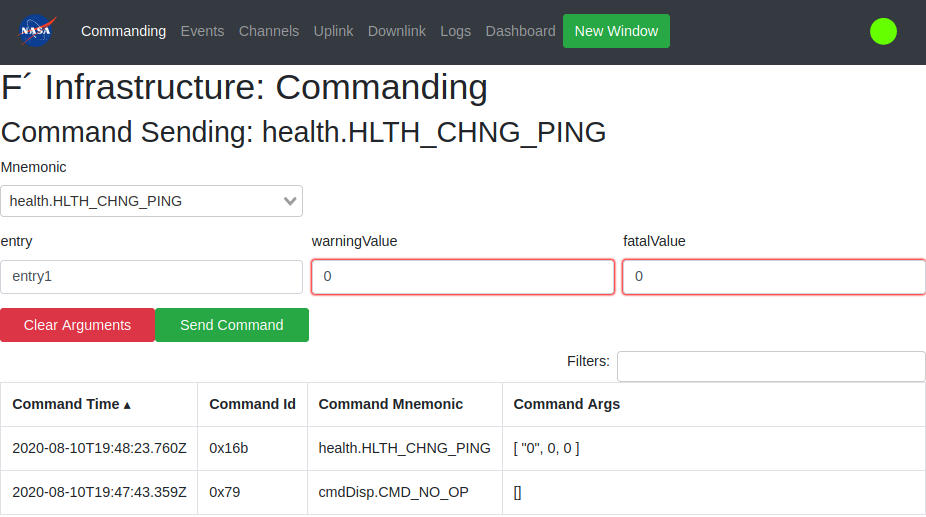 NASA Commanding Events Channels Uplink Downlink Logs Dashboard New Window
F´ Infrastructure: Commanding
Command Sending: health.HLTH_CHNG_PING
Mnemonic
health.HLTH_CHNG_PING
entry warningValue fatalValue
entry1 0 0
Clear Arguments Send Command
Filters:
Command Time ▴ Command Id Command Mnemonic Command Args
2020-08-10T19:48:23.760Z 0x16b health.HLTH_CHNG_PING [ "0", 0, 0 ]
2020-08-10T19:47:43.359Z 0x79 cmdDisp.CMD_NO_OP []